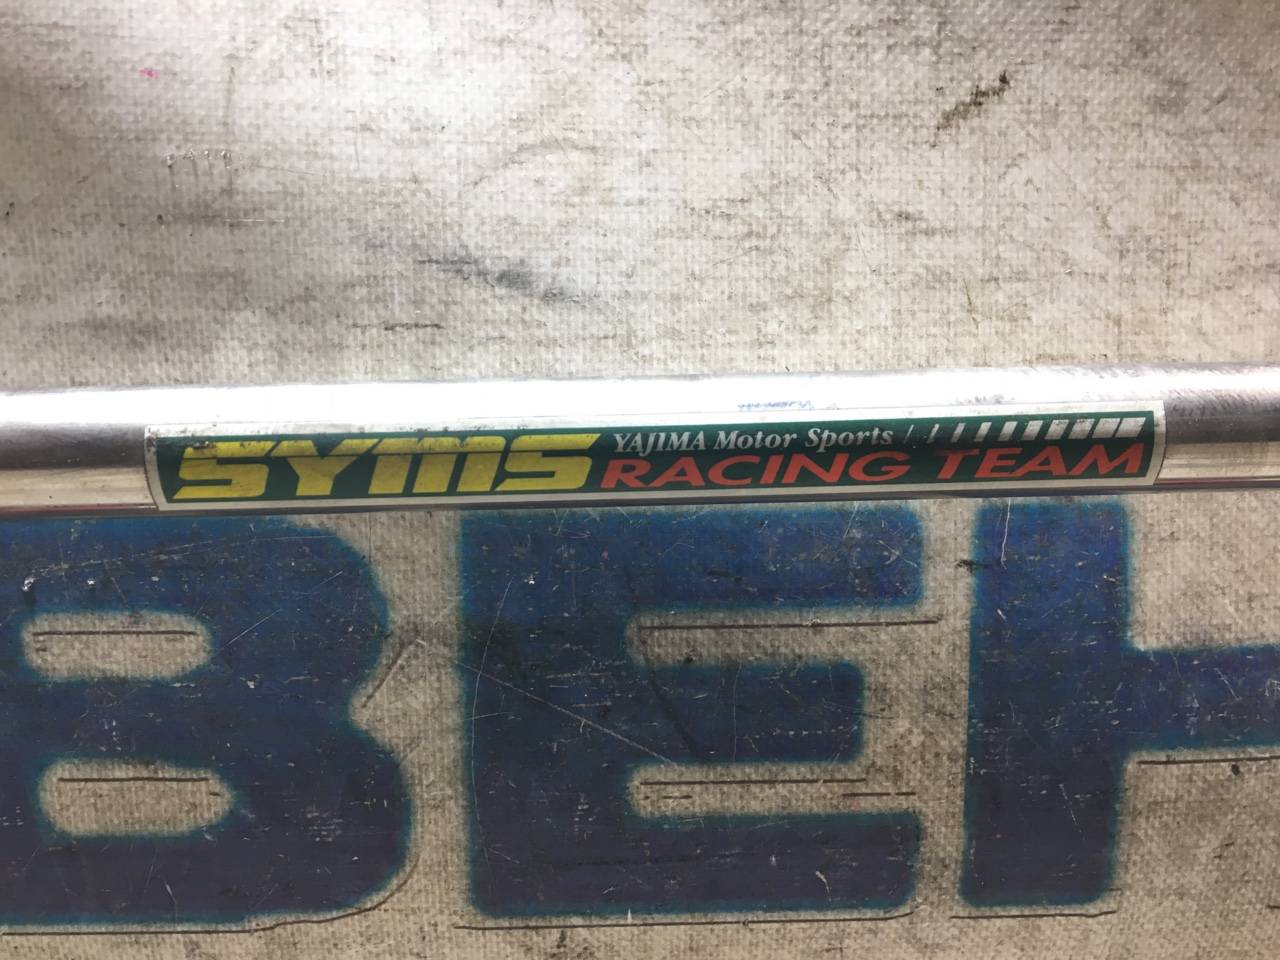 SYMS YAJIMA Motor Sports
RACING TEAM
BEH